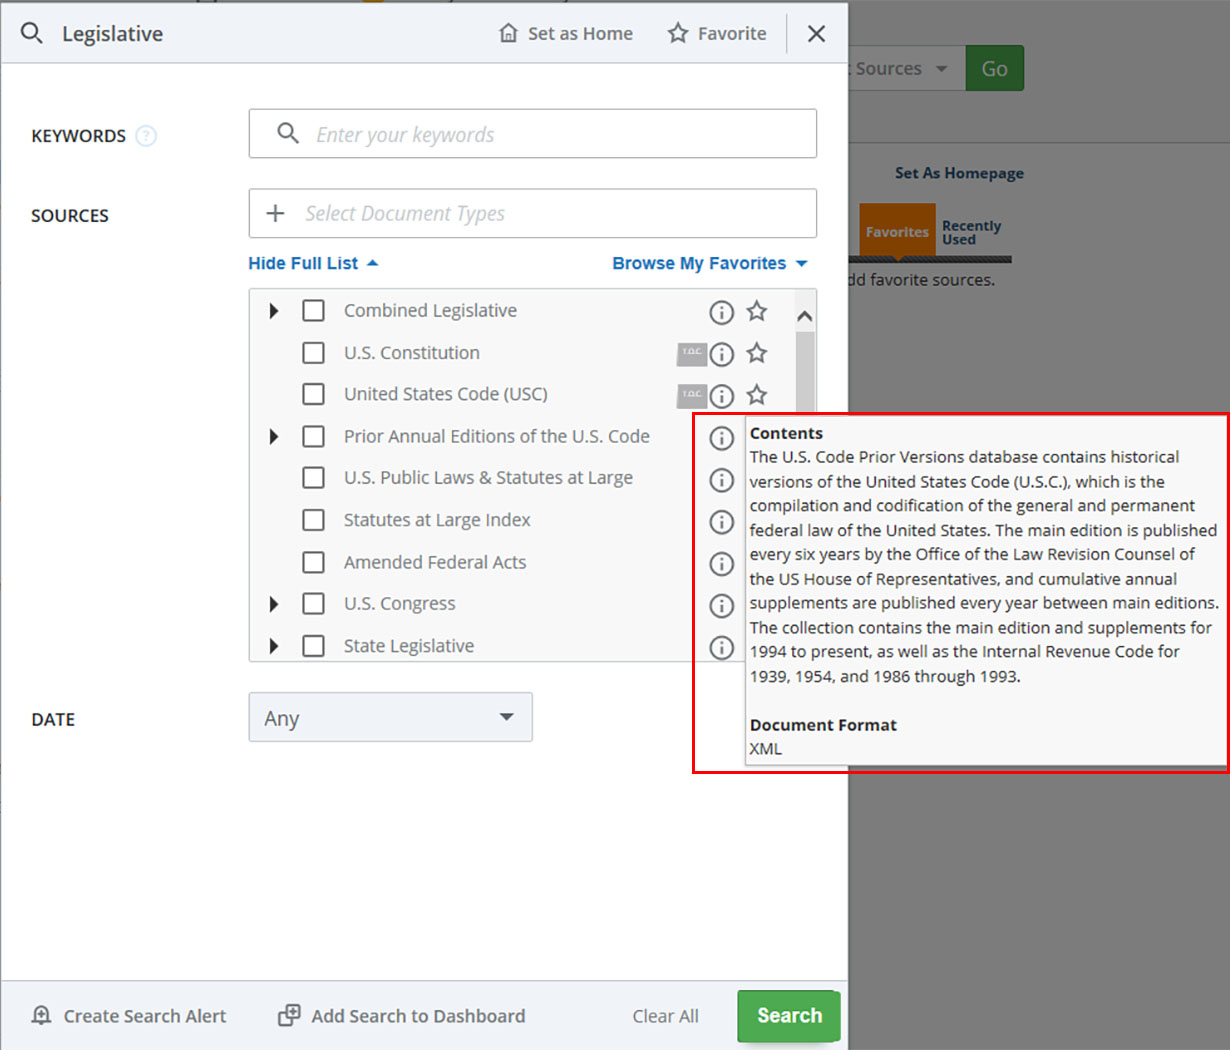 Legislative
Set as Home
Favorite
Sources
Go
KEYWORDS ?
Enter your keywords
Set As Homepage
SOURCES
Select Document Types
Favorites
Recently
Used
Hide Full List
Browse My Favorites
dd favorite sources.
Combined Legislative
U.S. Constitution
T.O.C.
United States Code (USC)
T.O.C.
Prior Annual Editions of the U.S. Code
U.S. Public Laws & Statutes at Large
Statutes at Large Index
Amended Federal Acts
U.S. Congress
State Legislative
Contents
The U.S. Code Prior Versions database contains historical
versions of the United States Code (U.S.C.), which is the
compilation and codification of the general and permanent
federal law of the United States. The main edition is published
every six years by the Office of the Law Revision Counsel of
the US House of Representatives, and cumulative annual
supplements are published every year between main editions.
The collection contains the main edition and supplements for
1994 to present, as well as the Internal Revenue Code for
1939, 1954, and 1986 through 1993.
Document Format
XML
DATE
Any
Create Search Alert
Add Search to Dashboard
Clear All
Search